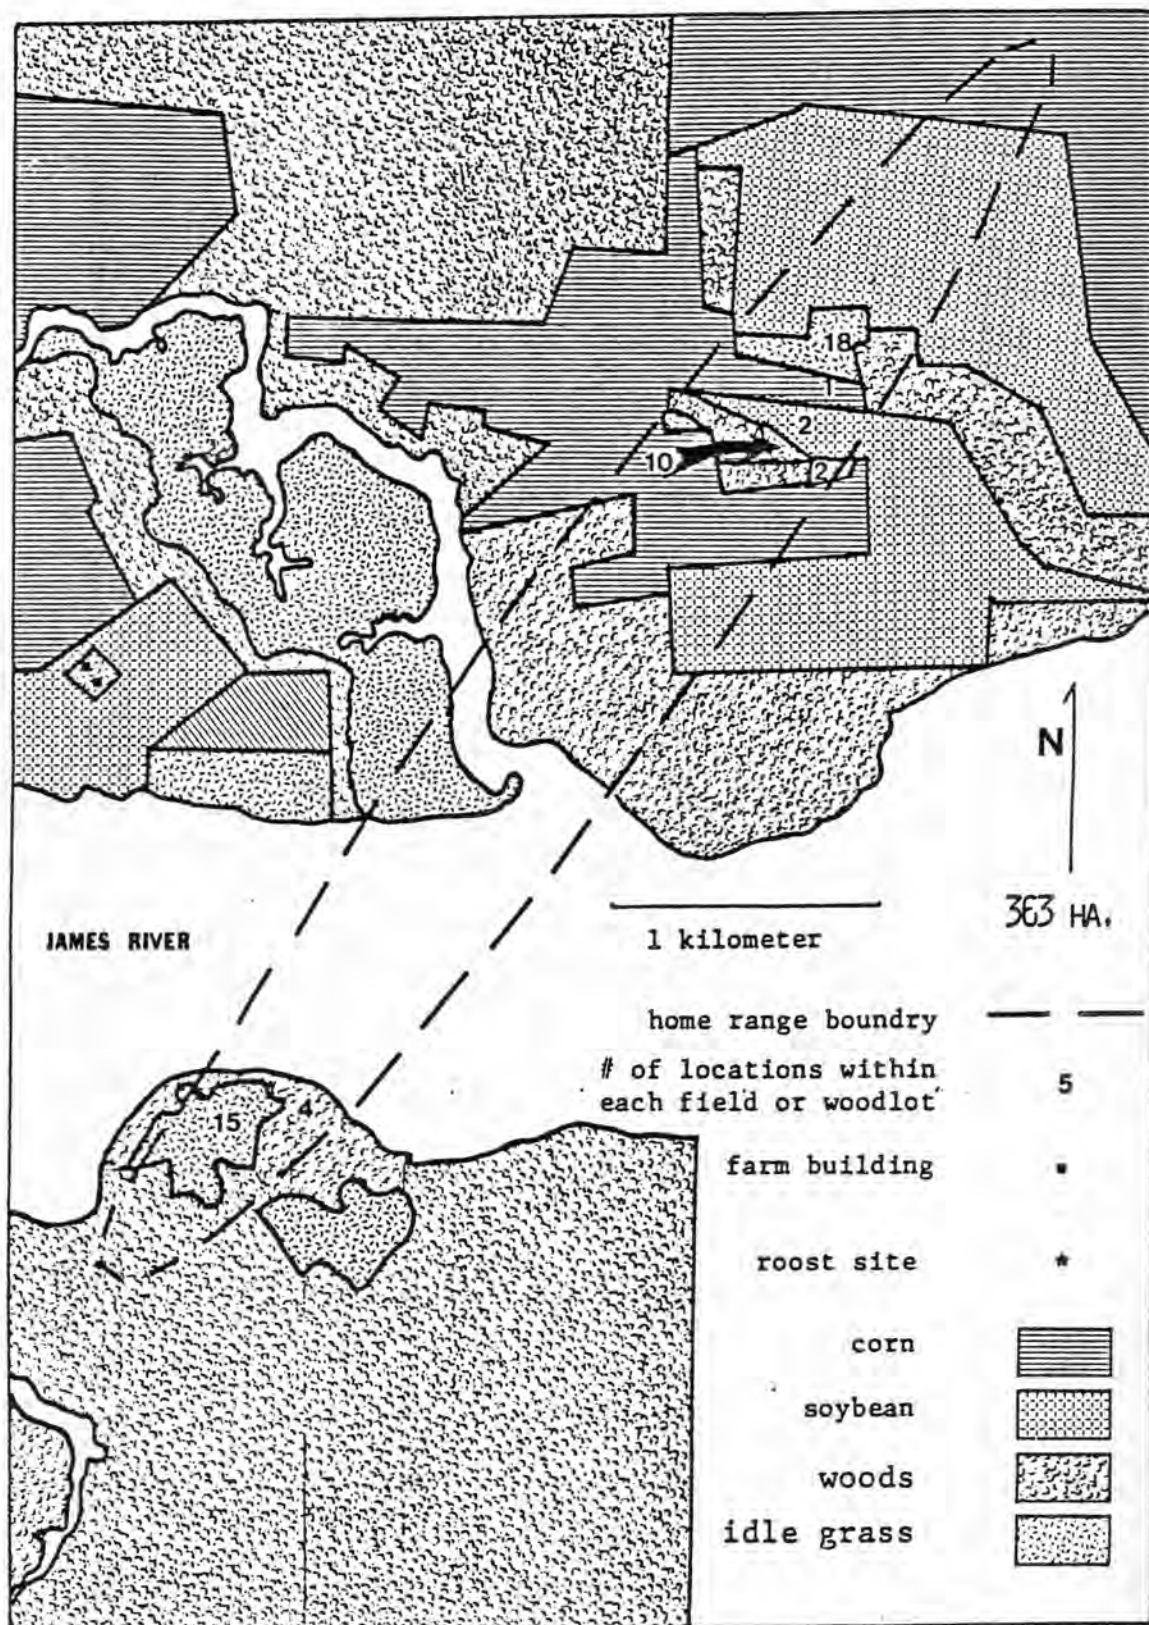 18
1
2
1
10
2
N
363 HA.
JAMES RIVER
1 kilometer
home range boundry
# of locations within
each field or woodlot
5
15
4
farm building
roost site
*
corn
soybean
woods
idle grass